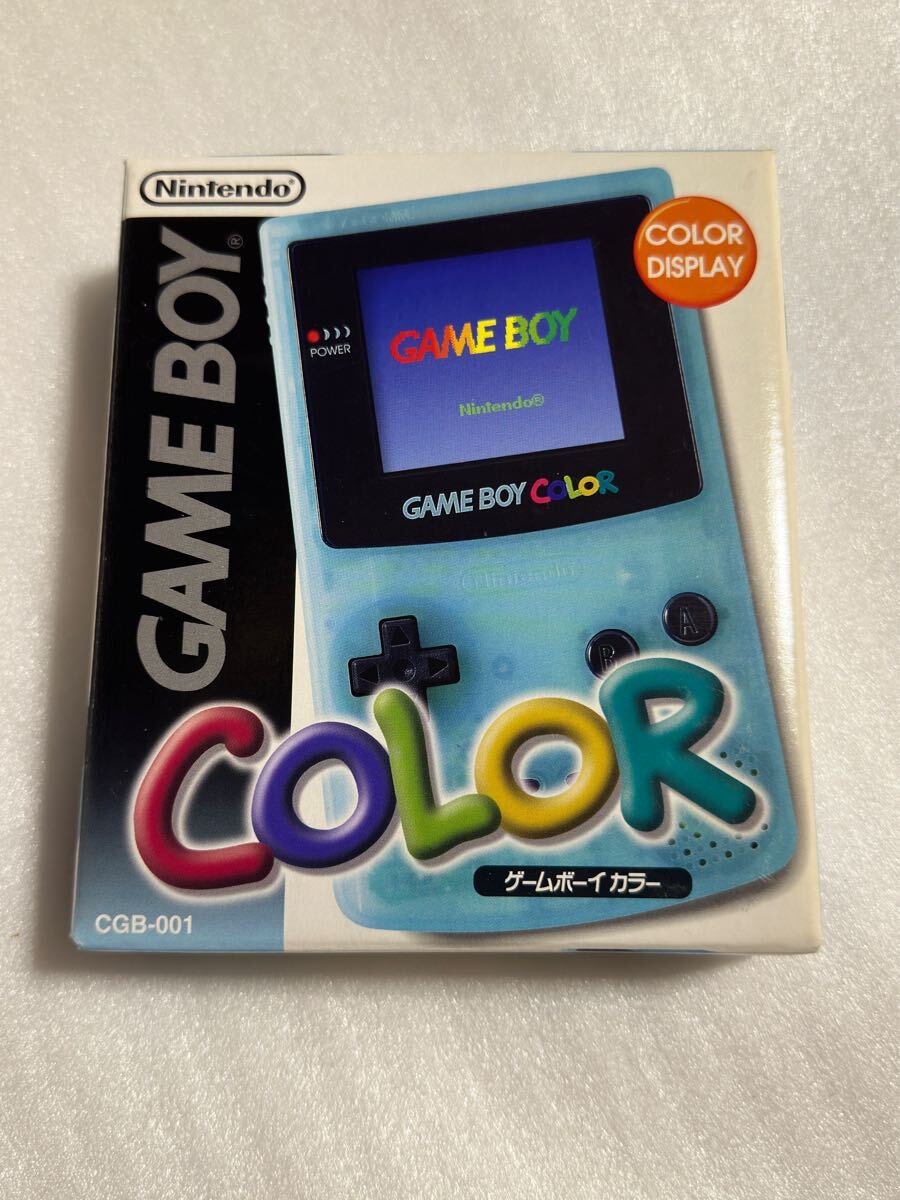 Nintendo®
GAME BOY®
COLOR
DISPLAY
POWER
GAME BOY
Nintendo®
GAME BOY COLOR
Nintendo
A
B
COLOR
ゲームボーイカラー
CGB-001